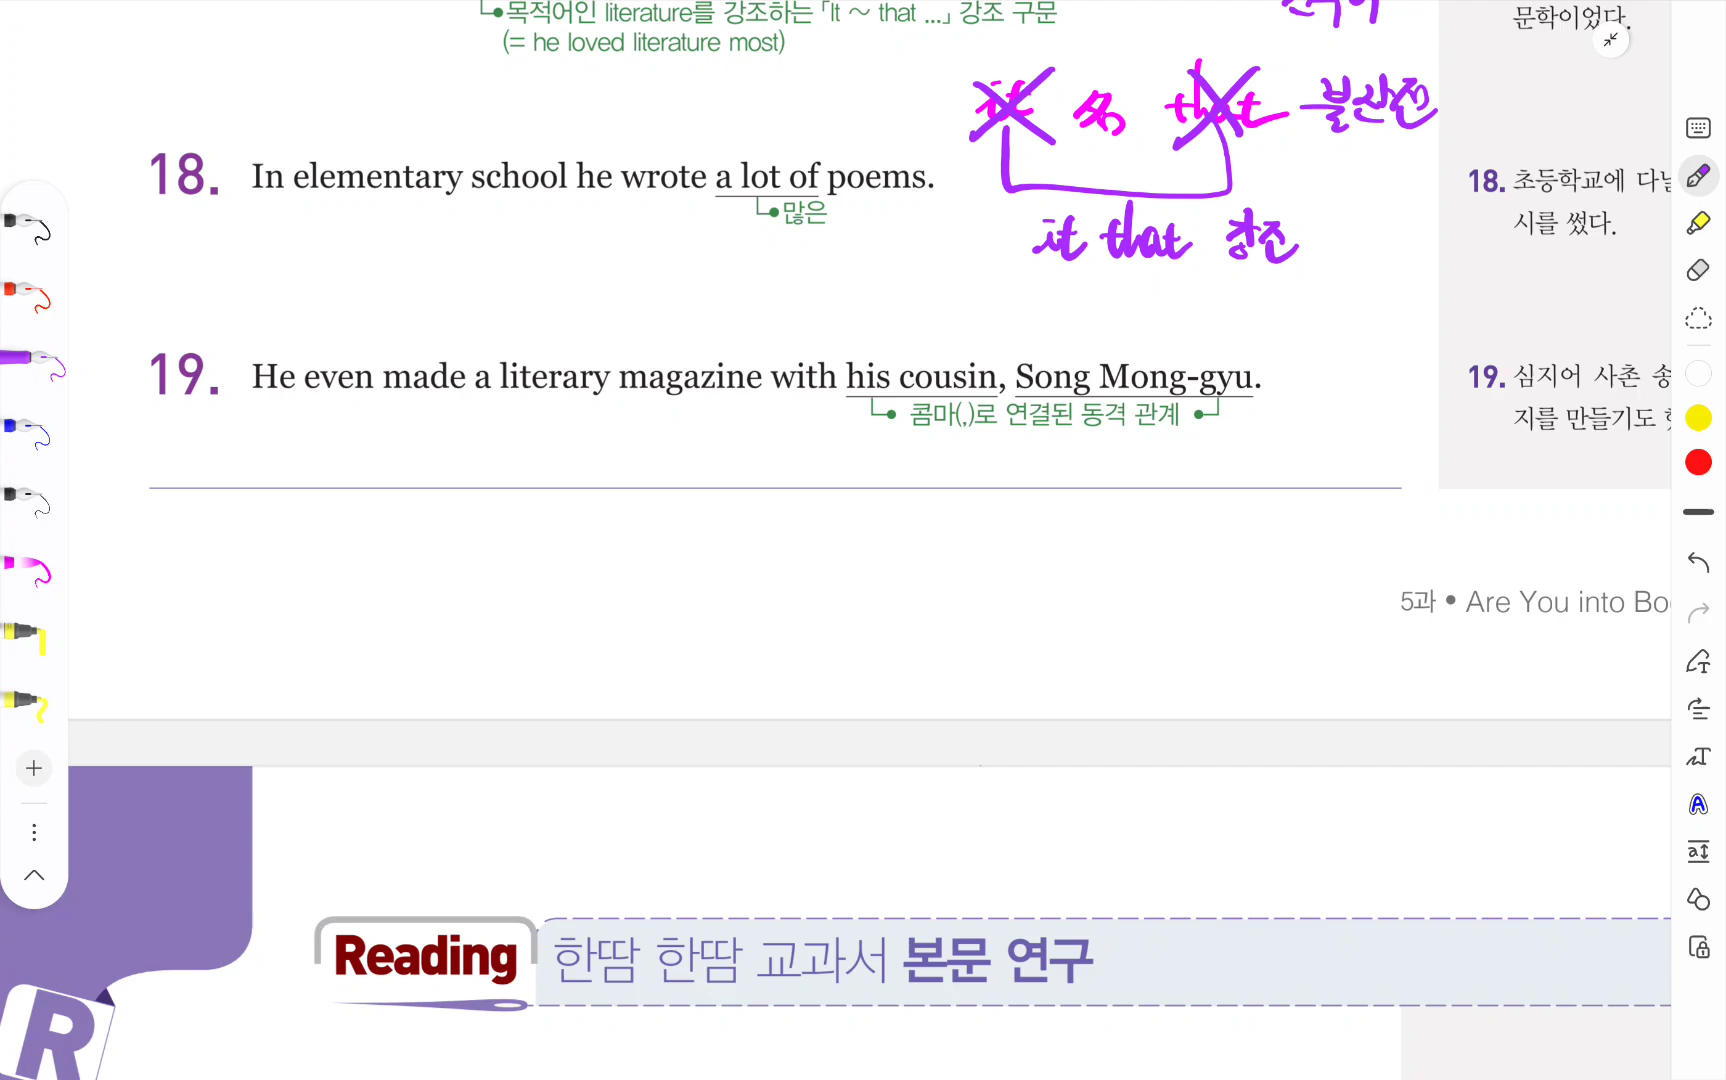 목적어인 literature를 강조하는 「It ~ that ...」 강조 구문
(= he loved literature most)
문학이었다.
it 名 that 불완전
18. In elementary school he wrote a lot of poems.
많은
it that 강조
18. 초등학교에 다닐
시를 썼다.
19. He even made a literary magazine with his cousin, Song Mong-gyu.
콤마(,)로 연결된 동격 관계
19. 심지어 사촌 송
지를 만들기도
5과 • Are You into Bo
Reading 한땀 한땀 교과서 본문 연구
R